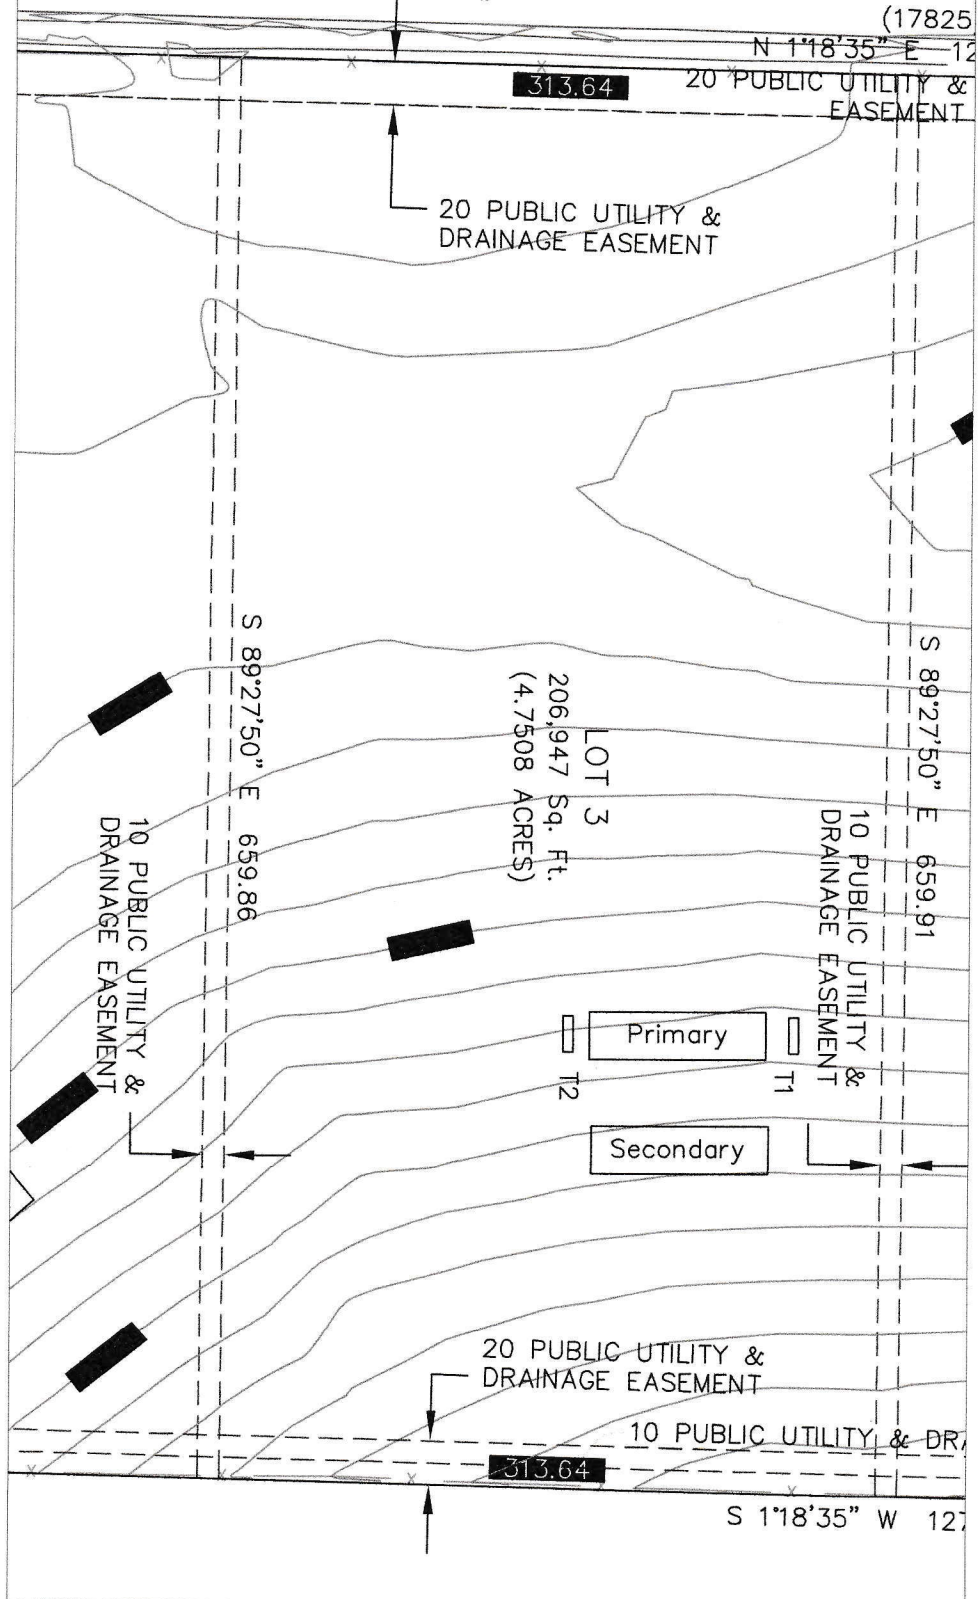 (17825
N 1°18'35" E 12
313.64
20 PUBLIC UTILITY &
EASEMENT
20 PUBLIC UTILITY &
DRAINAGE EASEMENT
S 89°27'50" E 659.86
S 89°27'50" E 659.91
LOT 3
206,947 Sq. Ft.
(4.7508 ACRES)
10 PUBLIC UTILITY &
DRAINAGE EASEMENT
10 PUBLIC UTILITY &
DRAINAGE EASEMENT
Primary
T2
T1
Secondary
20 PUBLIC UTILITY &
DRAINAGE EASEMENT
10 PUBLIC UTILITY & DRA
313.64
S 1°18'35" W 127